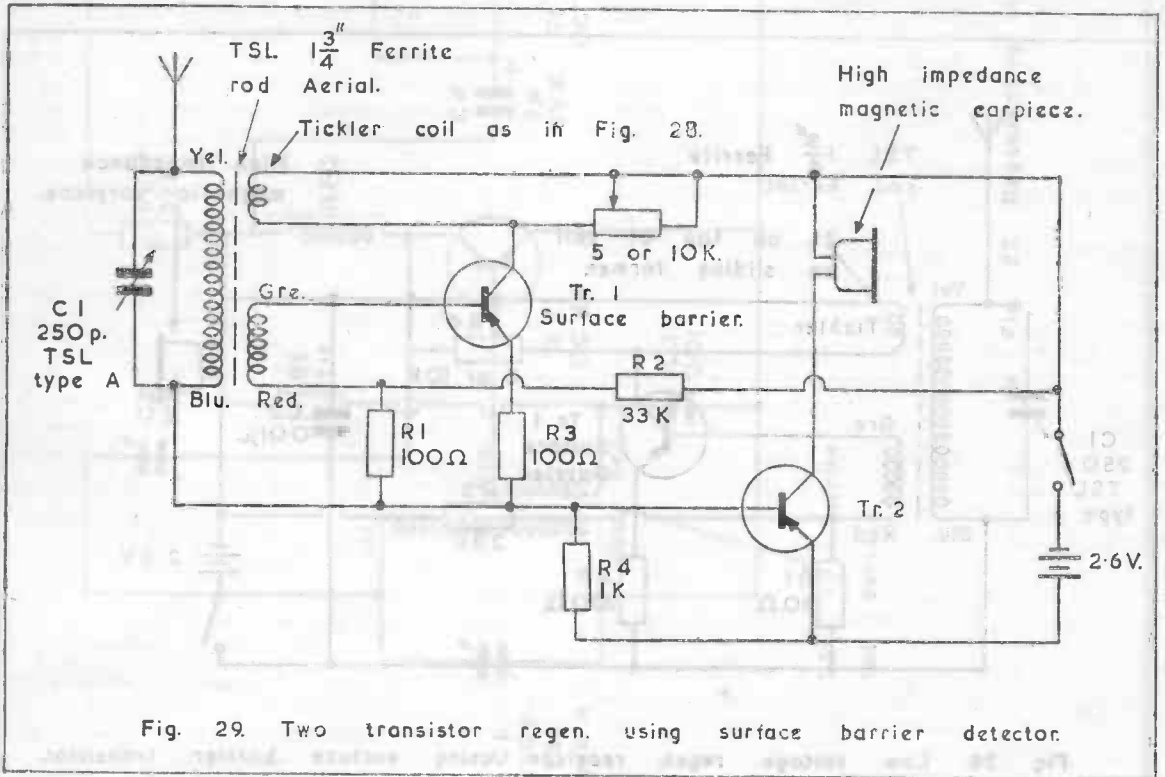 TSL 1 3/4" Ferrite
rod Aerial.
Tickler coil as in Fig. 28.
High impedance
magnetic earpiece.
Yel.
5 or 10K.
C1
250p.
TSL
type A
Gre.
Tr. 1
Surface barrier.
Blu. Red.
R2
33K
R1
100Ω
R3
100Ω
Tr. 2
R4
1K
2·6V.
Fig. 29. Two transistor regen. using surface barrier detector.